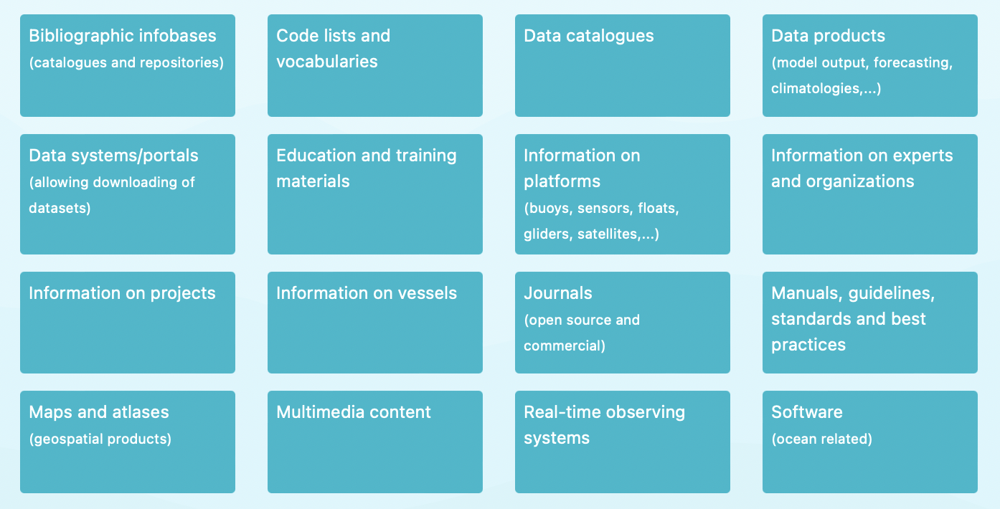 Bibliographic infobases
(catalogues and repositories)
Code lists and
vocabularies
Data catalogues
Data products
(model output, forecasting,
climatologies,...)
Data systems/portals
(allowing downloading of
datasets)
Education and training
materials
Information on
platforms
(buoys, sensors, floats,
gliders, satellites,...)
Information on experts
and organizations
Information on projects
Information on vessels
Journals
(open source and
commercial)
Manuals, guidelines,
standards and best
practices
Maps and atlases
(geospatial products)
Multimedia content
Real-time observing
systems
Software
(ocean related)